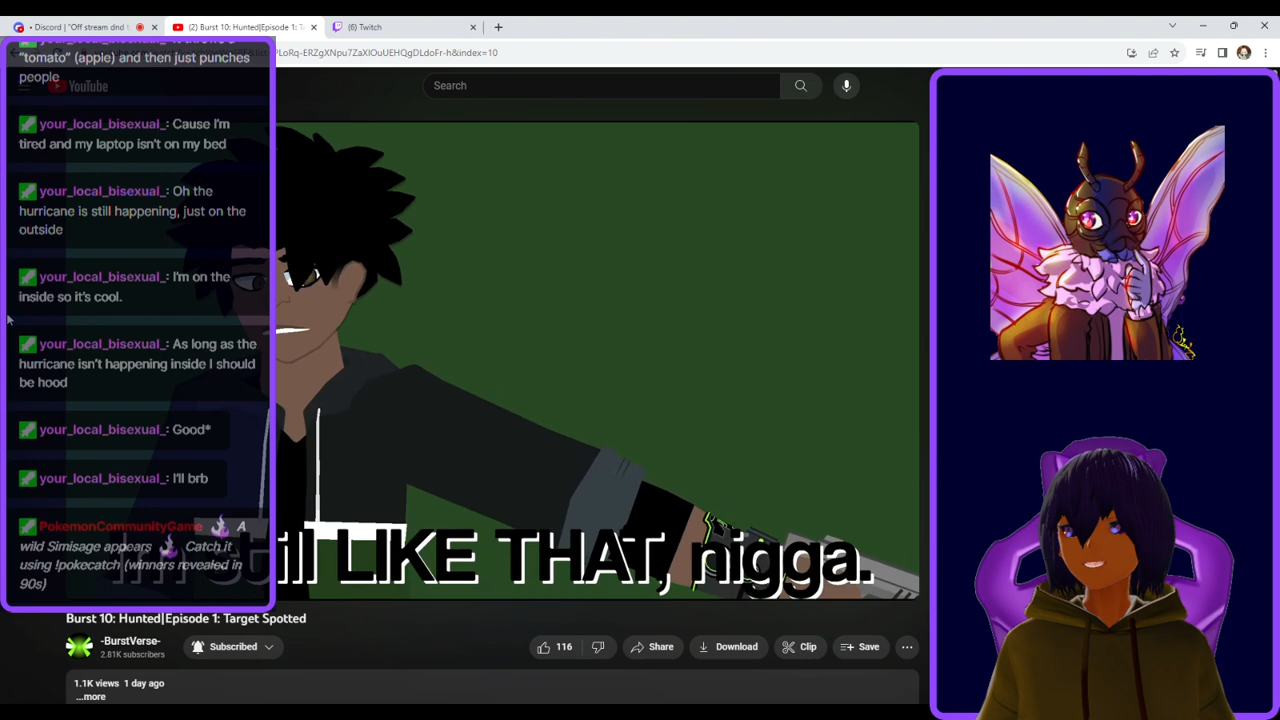 Discord | "Off stream dnd
(2) Burst 10: Hunted|Episode 1: T
(6) Twitch
PLoRq-ERZgXNpu7ZaXlOuUEHQgDLdoFr-h&index=10
"tomato" (apple) and then just punches
people
YouTube
Search
your_local_bisexual_: Cause I'm
tired and my laptop isn't on my bed
your_local_bisexual_: Oh the
hurricane is still happening, just on the
outside
your_local_bisexual_: I'm on the
inside so it's cool.
your_local_bisexual_: As long as the
hurricane isn't happening inside I should
be hood
your_local_bisexual_: Good*
your_local_bisexual_: I'll brb
PokemonCommunityGame A
wild Simisage appears Catch it
using !pokecatch (winners revealed in
90s)
I'm still LIKE THAT, nigga.
Burst 10: Hunted|Episode 1: Target Spotted
-BurstVerse-
2.81K subscribers
Subscribed
116
Share
Download
Clip
Save
1.1K views 1 day ago
...more